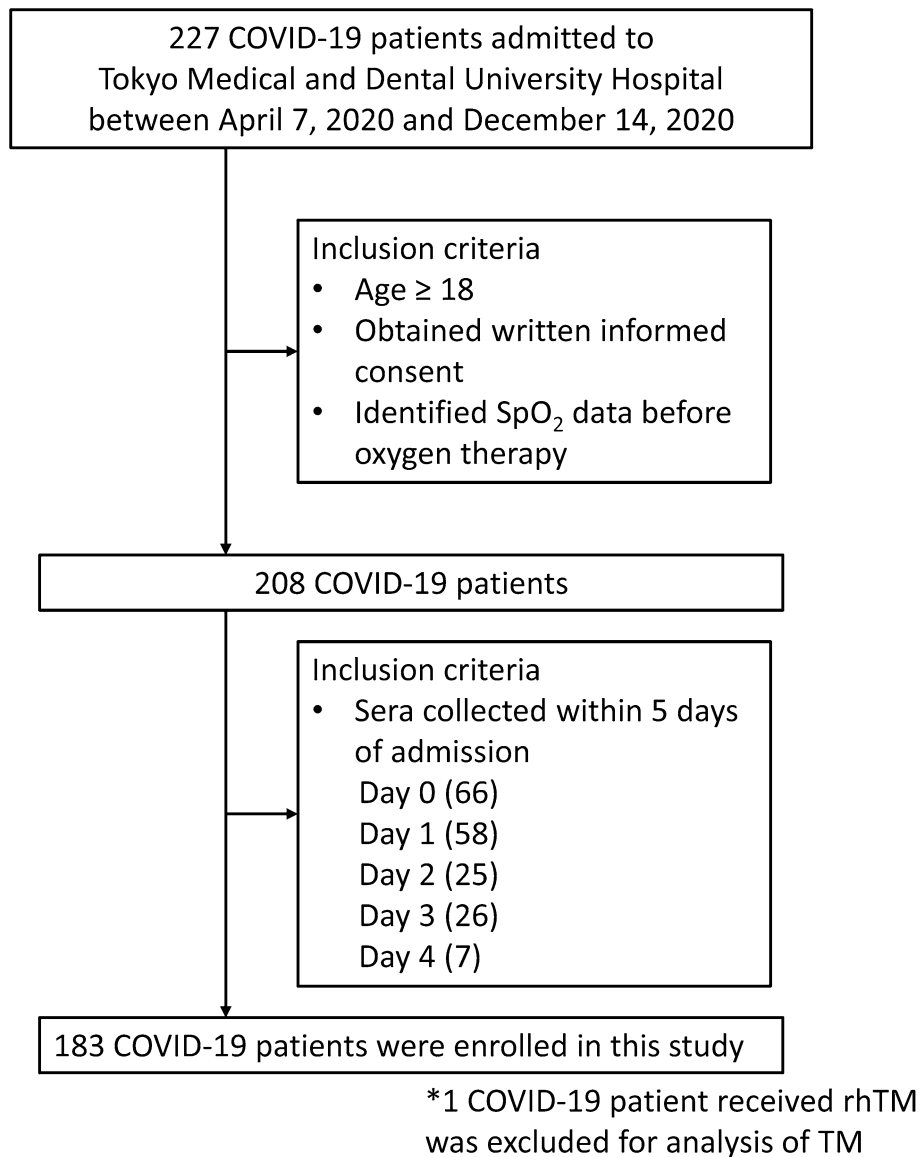 227 COVID-19 patients admitted to
Tokyo Medical and Dental University Hospital
between April 7, 2020 and December 14, 2020
Inclusion criteria
• Age ≥ 18
• Obtained written informed
consent
• Identified SpO₂ data before
oxygen therapy
208 COVID-19 patients
Inclusion criteria
• Sera collected within 5 days
of admission
Day 0 (66)
Day 1 (58)
Day 2 (25)
Day 3 (26)
Day 4 (7)
183 COVID-19 patients were enrolled in this study
*1 COVID-19 patient received rhTM
was excluded for analysis of TM